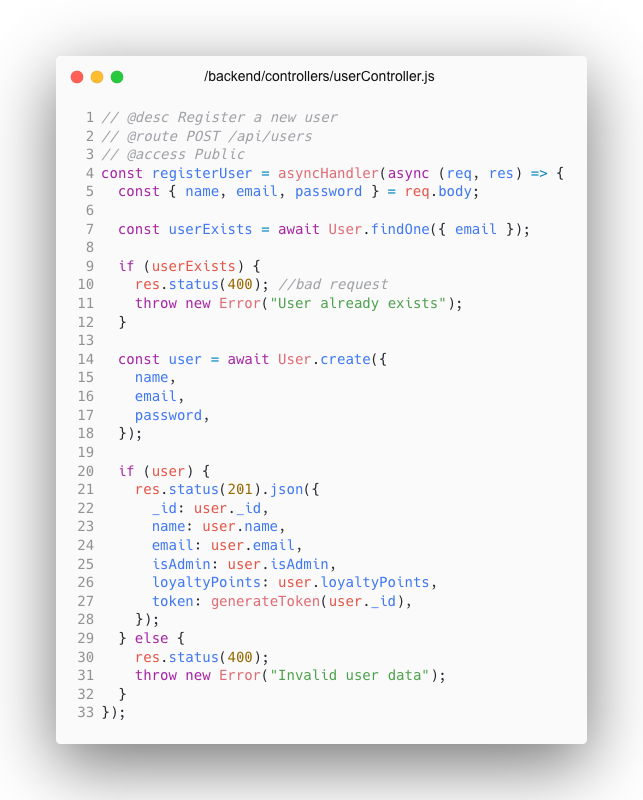 /backend/controllers/userController.js
1 // @desc Register a new user
2 // @route POST /api/users
3 // @access Public
4 const registerUser = asyncHandler(async (req, res) => {
5   const { name, email, password } = req.body;
6
7   const userExists = await User.findOne({ email });
8
9   if (userExists) {
10     res.status(400); //bad request
11     throw new Error("User already exists");
12   }
13
14   const user = await User.create({
15     name,
16     email,
17     password,
18   });
19
20   if (user) {
21     res.status(201).json({
22       _id: user._id,
23       name: user.name,
24       email: user.email,
25       isAdmin: user.isAdmin,
26       loyaltyPoints: user.loyaltyPoints,
27       token: generateToken(user._id),
28     });
29   } else {
30     res.status(400);
31     throw new Error("Invalid user data");
32   }
33 });